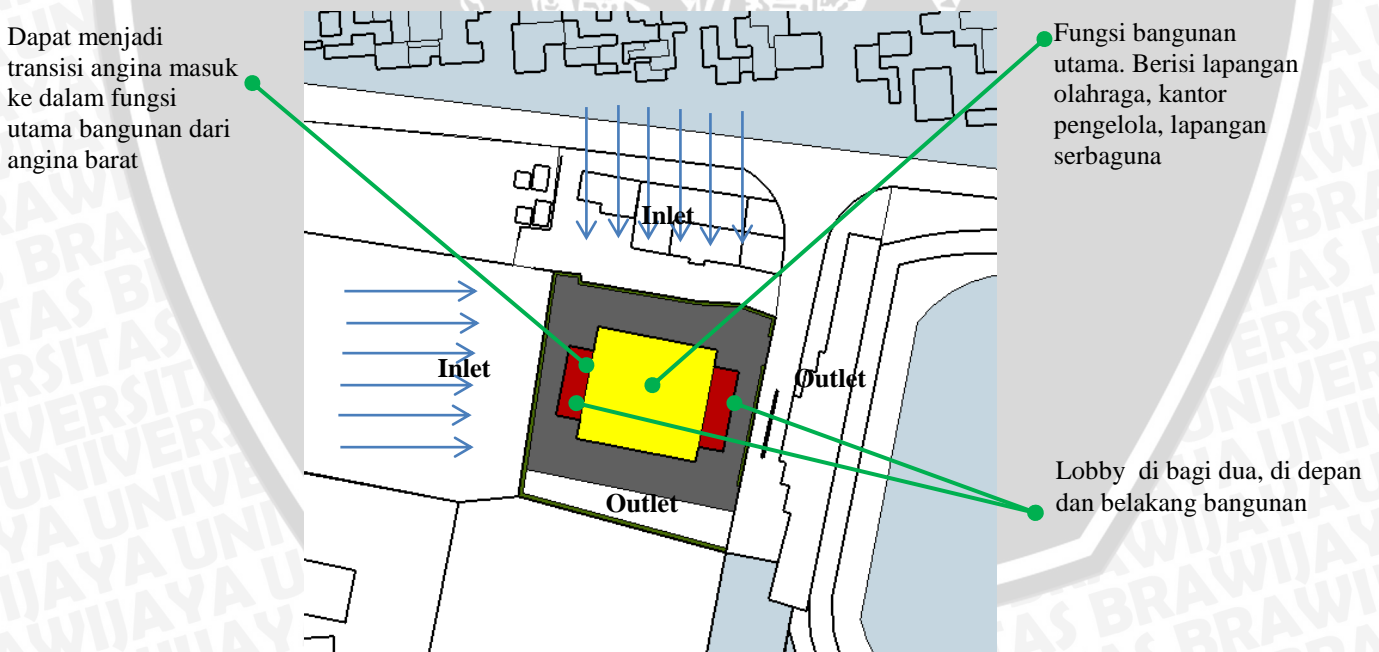 Dapat menjadi
transisi angina masuk
ke dalam fungsi
utama bangunan dari
angina barat
Fungsi bangunan
utama. Berisi lapangan
olahraga, kantor
pengelola, lapangan
serbaguna
Inlet
Inlet
Outlet
Outlet
Lobby di bagi dua, di depan
dan belakang bangunan